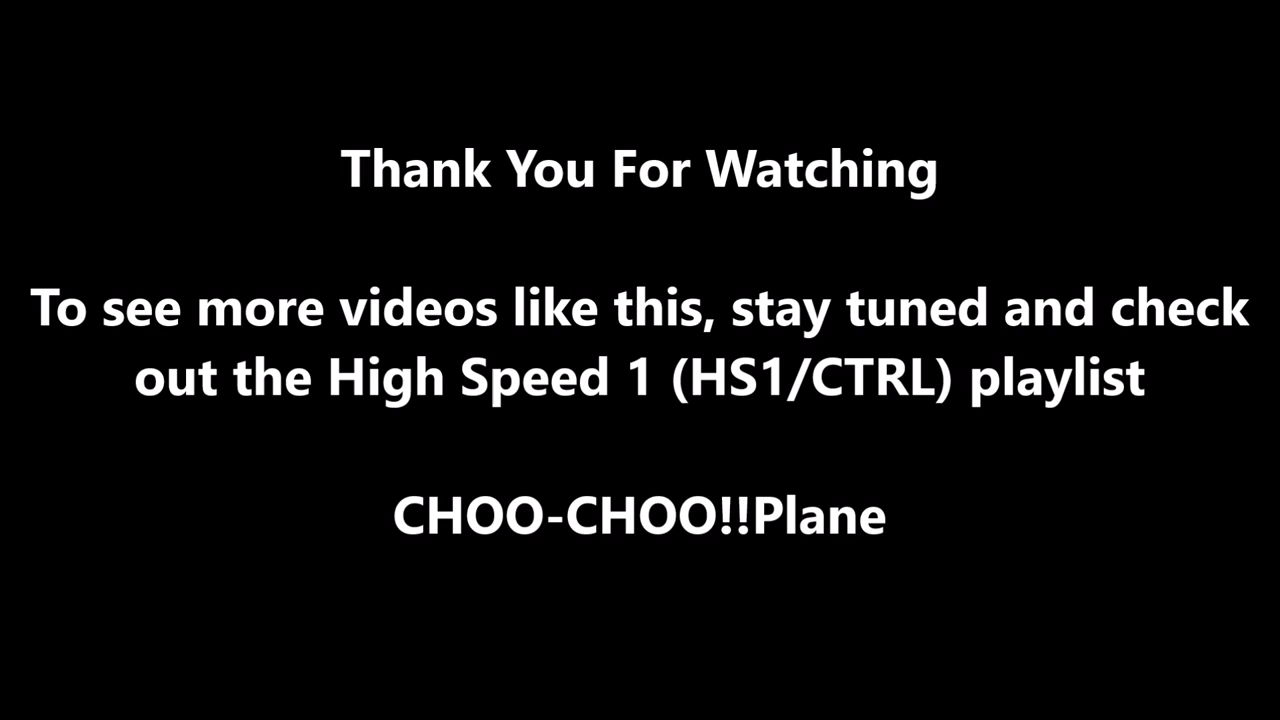 Thank You For Watching
To see more videos like this, stay tuned and check
out the High Speed 1 (HS1/CTRL) playlist
CHOO-CHOO!!Plane